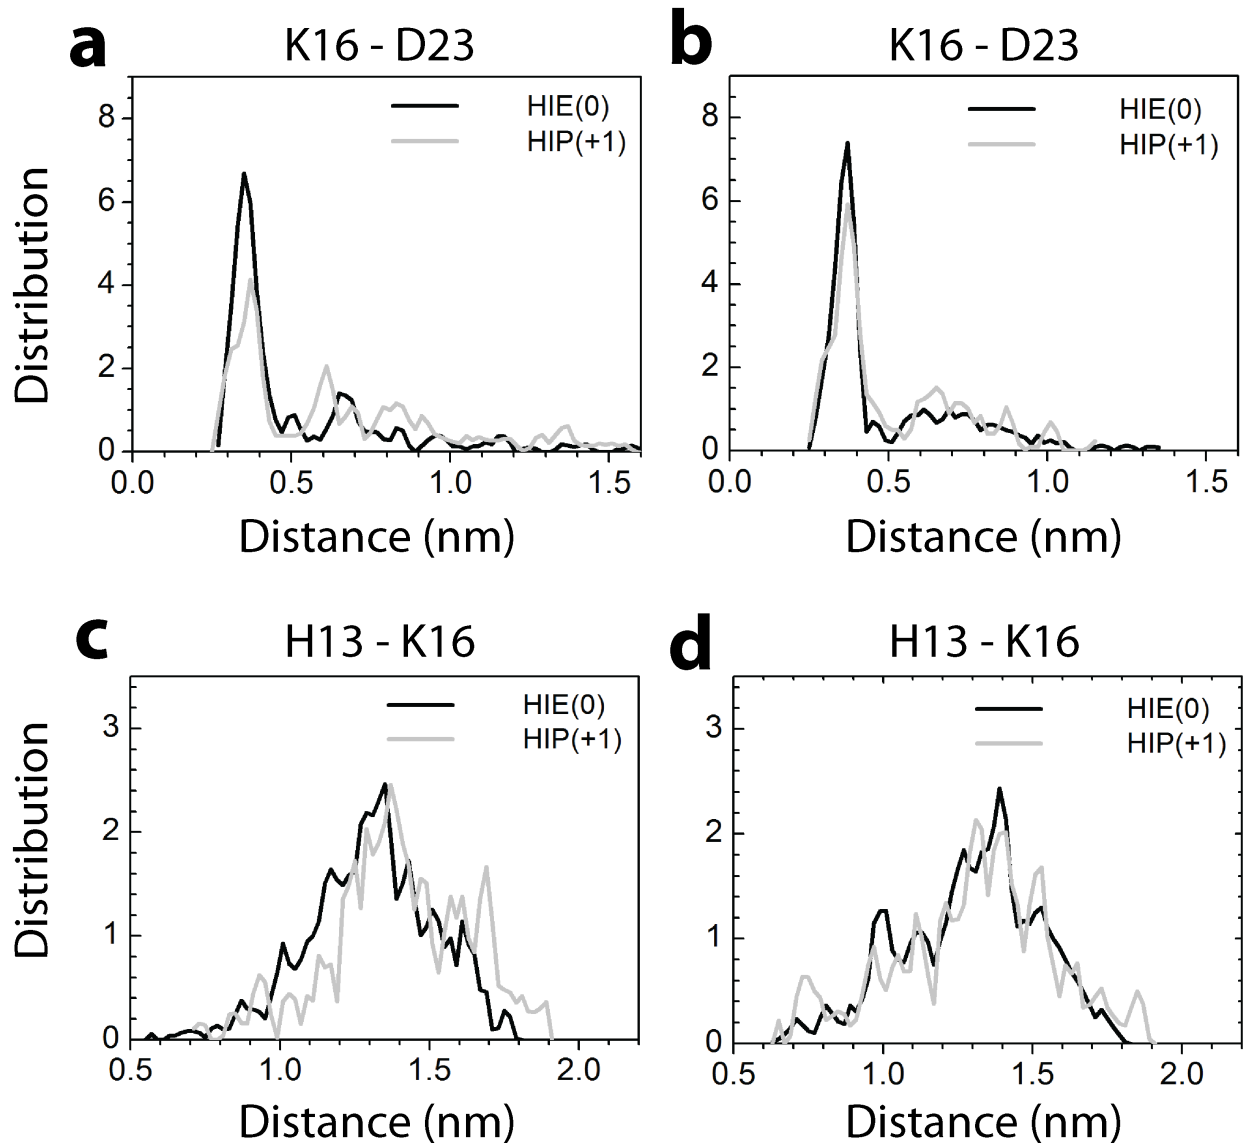 a
K16 - D23
HIE(0)
HIP(+1)
Distribution
8
6
4
2
0
0.0 0.5 1.0 1.5
Distance (nm)
b
K16 - D23
HIE(0)
HIP(+1)
8
6
4
2
0
0.0 0.5 1.0 1.5
Distance (nm)
c
H13 - K16
HIE(0)
HIP(+1)
Distribution
3
2
1
0
0.5 1.0 1.5 2.0
Distance (nm)
d
H13 - K16
HIE(0)
HIP(+1)
3
2
1
0
0.5 1.0 1.5 2.0
Distance (nm)